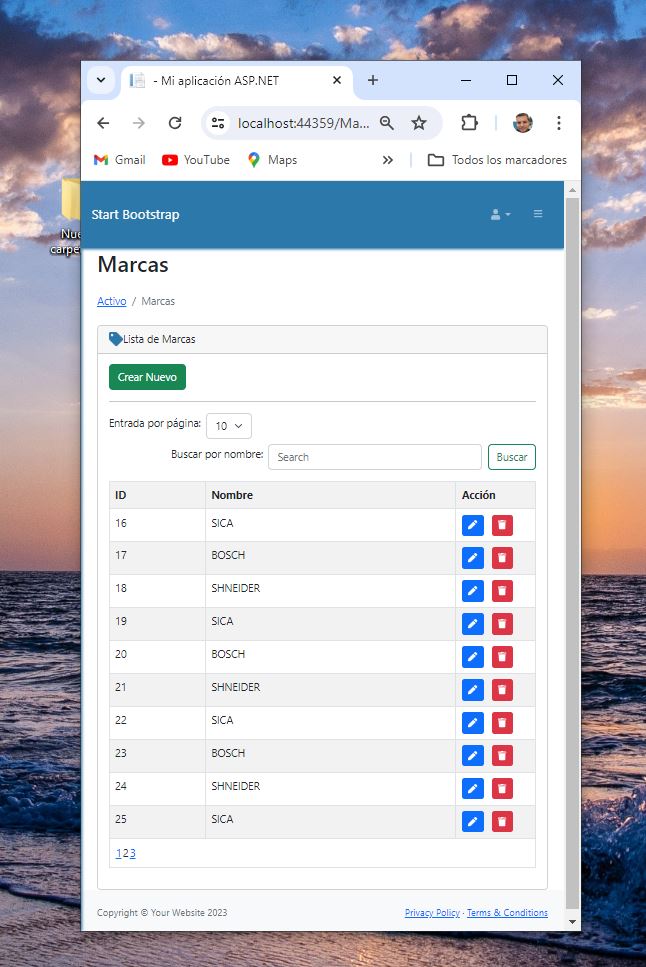 - Mi aplicación ASP.NET
localhost:44359/Ma...
Gmail YouTube Maps » Todos los marcadores
Start Bootstrap
Marcas
Activo / Marcas
Lista de Marcas
Crear Nuevo
Entrada por página: 10
Buscar por nombre: Search Buscar
ID Nombre Acción
16 SICA
17 BOSCH
18 SHNEIDER
19 SICA
20 BOSCH
21 SHNEIDER
22 SICA
23 BOSCH
24 SHNEIDER
25 SICA
123
Copyright © Your Website 2023 Privacy Policy · Terms & Conditions